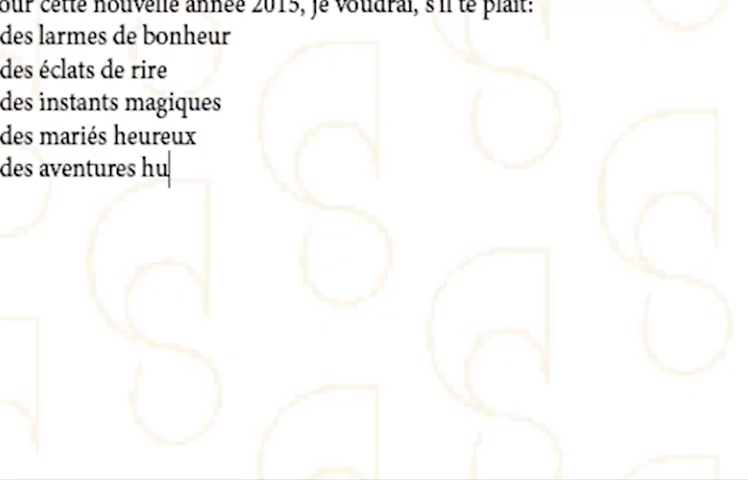 our cette nouvelle année 2015, je voudrai, s'il te plait:
des larmes de bonheur
des éclats de rire
des instants magiques
des mariés heureux
des aventures hu